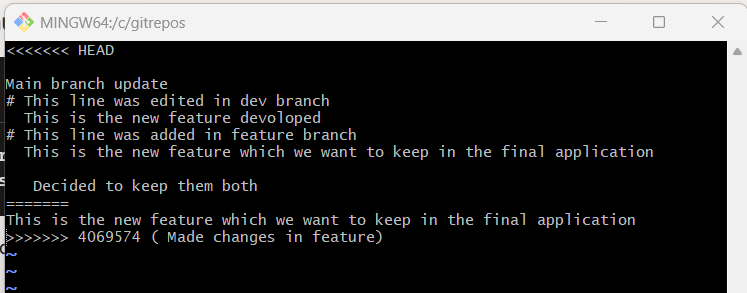 MINGW64:/c/gitrepos
<<<<<<< HEAD
Main branch update
# This line was edited in dev branch
This is the new feature devoloped
# This line was added in feature branch
This is the new feature which we want to keep in the final application
Decided to keep them both
=======
This is the new feature which we want to keep in the final application
>>>>>>> 4069574 ( Made changes in feature)
~
~
~